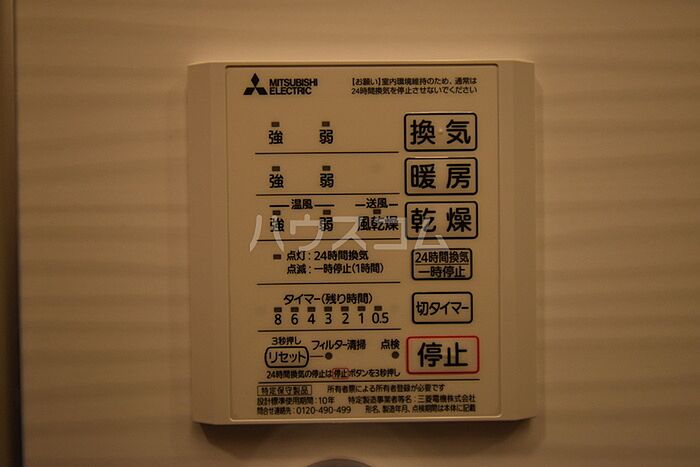 MITSUBISHI
ELECTRIC
【お願い】室内環境維持のため、通常は
24時間換気を停止させないでください
強 弱 換気
強 弱 暖房
温風 送風
強 弱 風乾燥 乾燥
ハウスコム
点灯:24時間換気
点滅:一時停止(1時間)
24時間換気
一時停止
タイマー(残り時間)
8 6 4 3 2 1 0.5
切タイマー
3秒押し
リセット フィルター清掃 点検
停止
24時間換気の停止は停止ボタンを3秒押し
特定保守製品 所有者票による所有者登録が必要です
設計標準使用期間:10年 特定製造事業者等名:三菱電機株式会社
問合せ連絡先:0120-490-499 形名、製造年月、点検期間は本体に記載